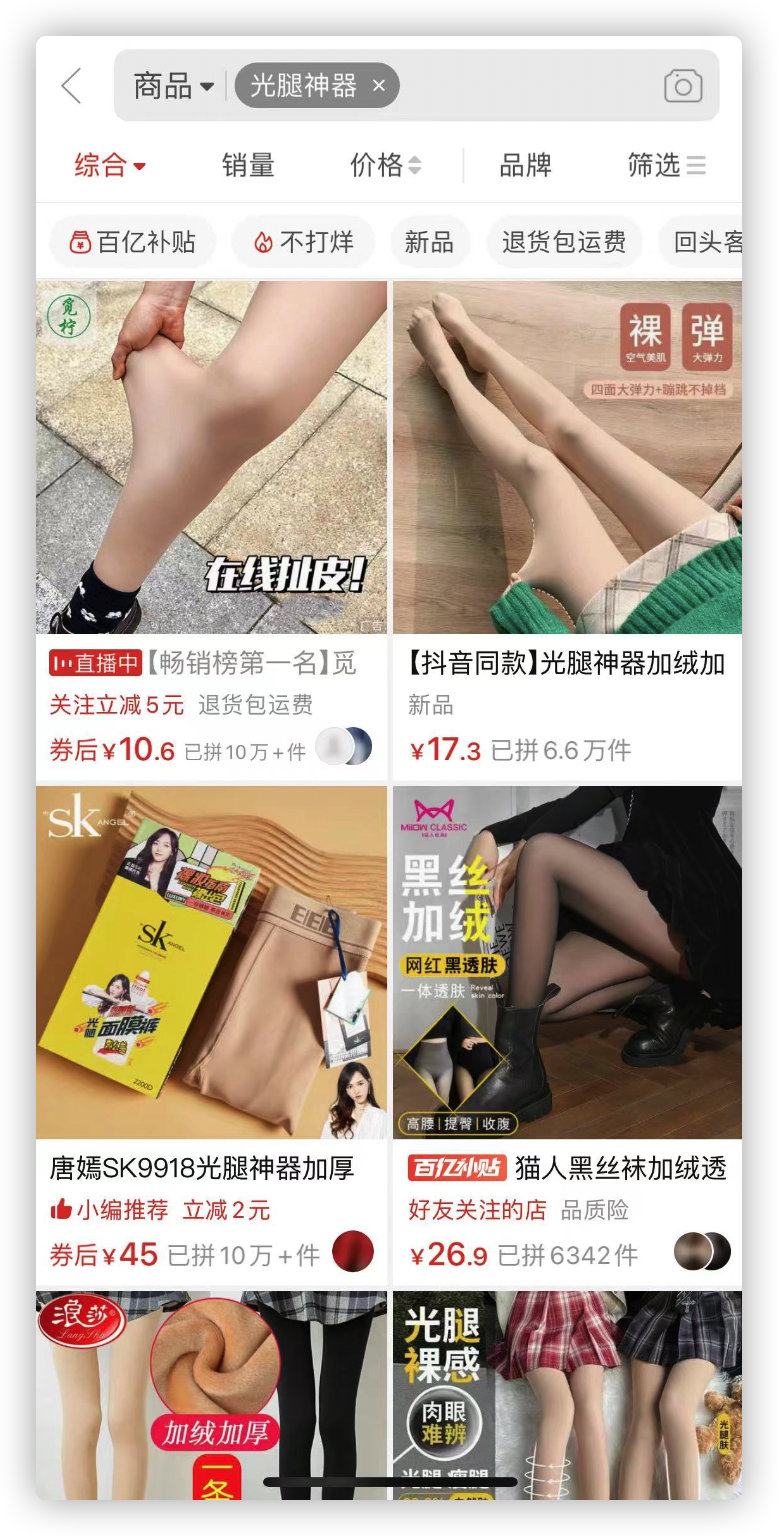 商品
光腿神器 ×
综合
销量
价格
品牌
筛选
百亿补贴
不打烊
新品
退货包运费
回头客
觅柠
在线扯皮!
广告
裸
空气美肌
弹
大弹力
四面大弹力+蹦跳不掉档
直播中【畅销榜第一名】觅
关注立减5元 退货包运费
券后¥10.6 已拼10万+件
【抖音同款】光腿神器加绒加
新品
¥17.3 已拼6.6万件
sk ANGEL
sk ANGEL
光腿
面膜裤
2200D
MiiOW CLASSIC
黑丝
加绒
网红黑透肤
一体透肤 Reveal skin color
高腰|提臀|收腹
唐嫣SK9918光腿神器加厚
小编推荐 立减2元
券后¥45 已拼10万+件
百亿补贴 猫人黑丝袜加绒透
好友关注的店 品质险
¥26.9 已拼6342件
浪莎®
LangSha
加绒加厚
一
条
光腿
裸感
肉眼
难辨
光腿 瘦腿
光腿肤